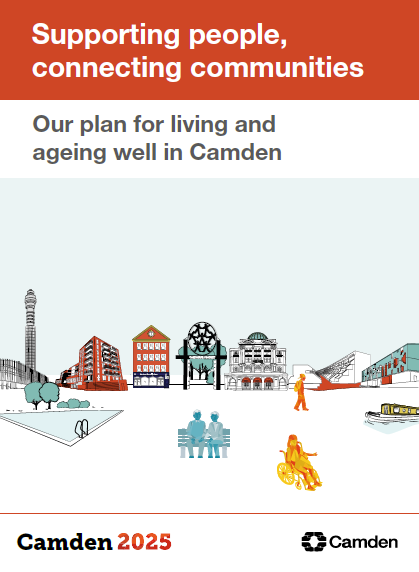 Supporting people,
connecting communities
Our plan for living and
ageing well in Camden
Camden 2025
Camden